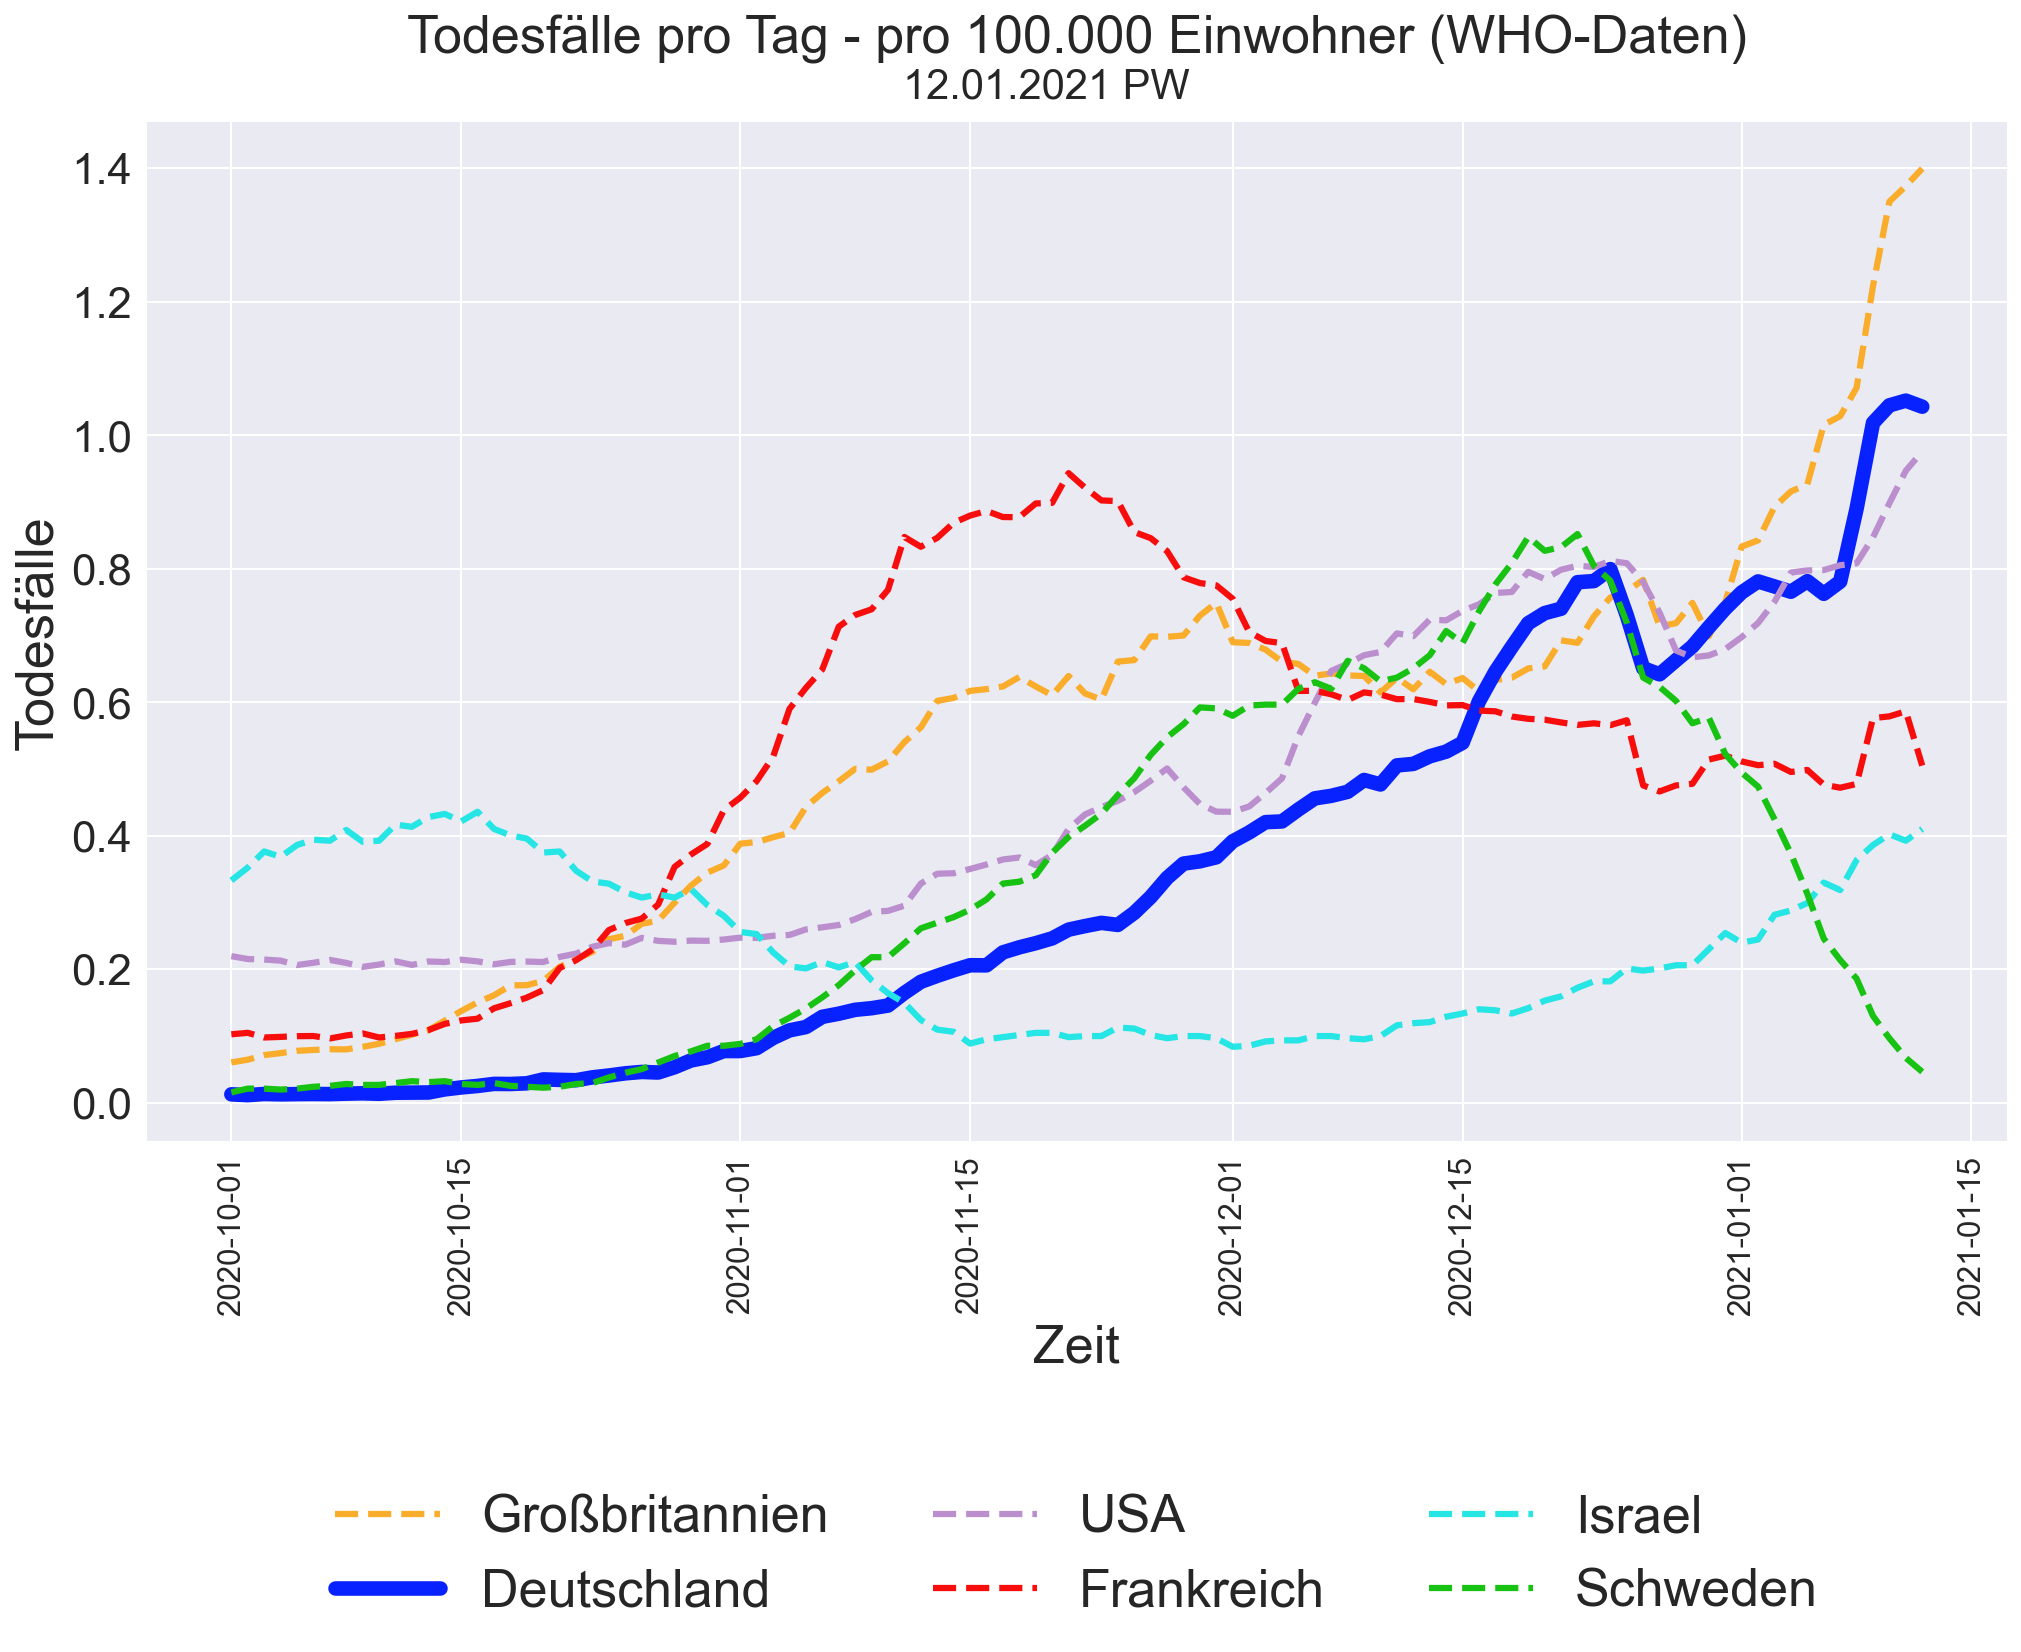 Todesfälle pro Tag - pro 100.000 Einwohner (WHO-Daten)
12.01.2021 PW
Todesfälle
1.4
1.2
1.0
0.8
0.6
0.4
0.2
0.0
2020-10-01
2020-10-15
2020-11-01
2020-11-15
2020-12-01
2020-12-15
2021-01-01
2021-01-15
Zeit
Großbritannien USA Israel
Deutschland Frankreich Schweden